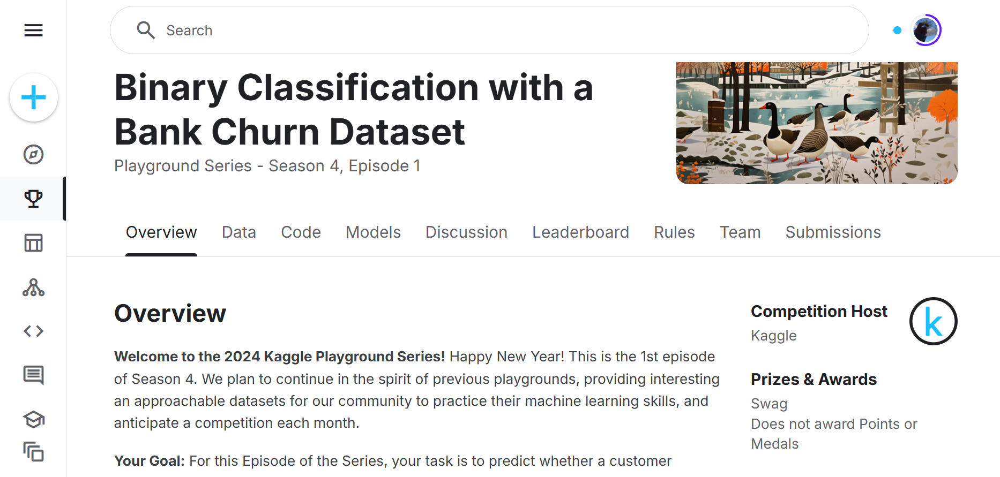 Search
Binary Classification with a
Bank Churn Dataset
Playground Series - Season 4, Episode 1
Overview Data Code Models Discussion Leaderboard Rules Team Submissions
Overview
Welcome to the 2024 Kaggle Playground Series! Happy New Year! This is the 1st episode
of Season 4. We plan to continue in the spirit of previous playgrounds, providing interesting
an approachable datasets for our community to practice their machine learning skills, and
anticipate a competition each month.
Your Goal: For this Episode of the Series, your task is to predict whether a customer
Competition Host
Kaggle
k
Prizes & Awards
Swag
Does not award Points or
Medals